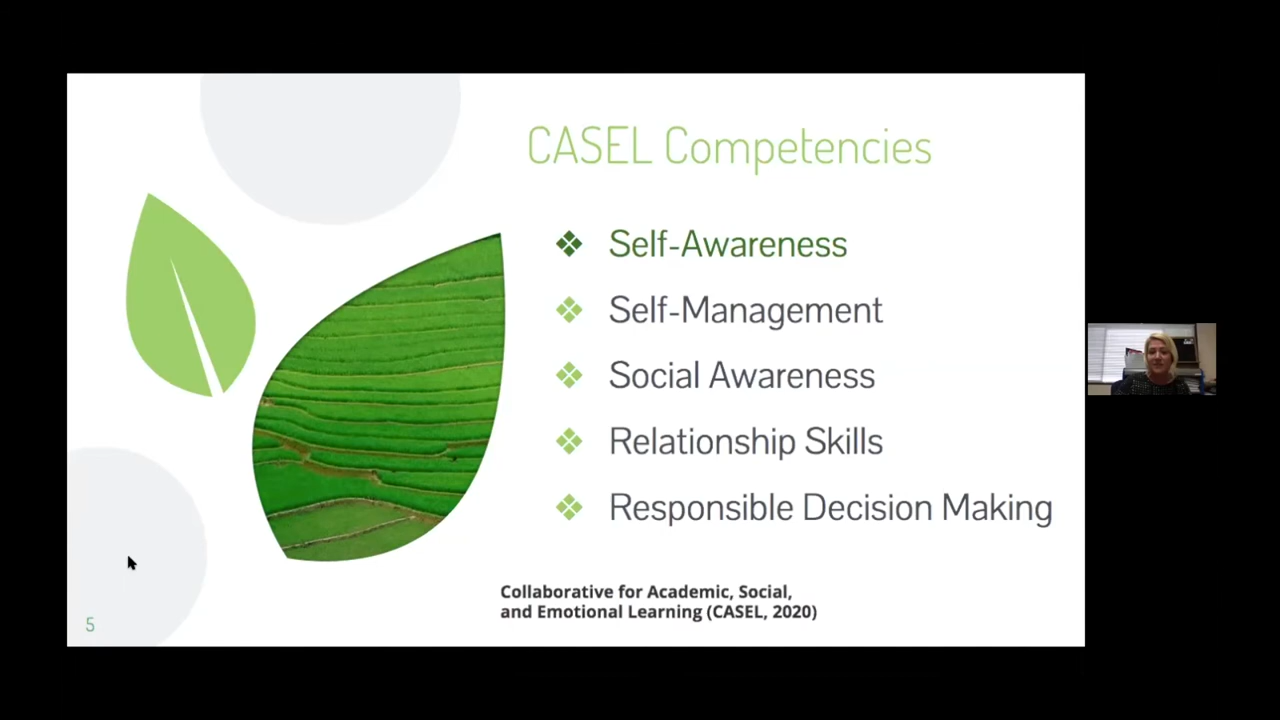 CASEL Competencies
Self-Awareness
Self-Management
Social Awareness
Relationship Skills
Responsible Decision Making
Collaborative for Academic, Social,
and Emotional Learning (CASEL, 2020)
5